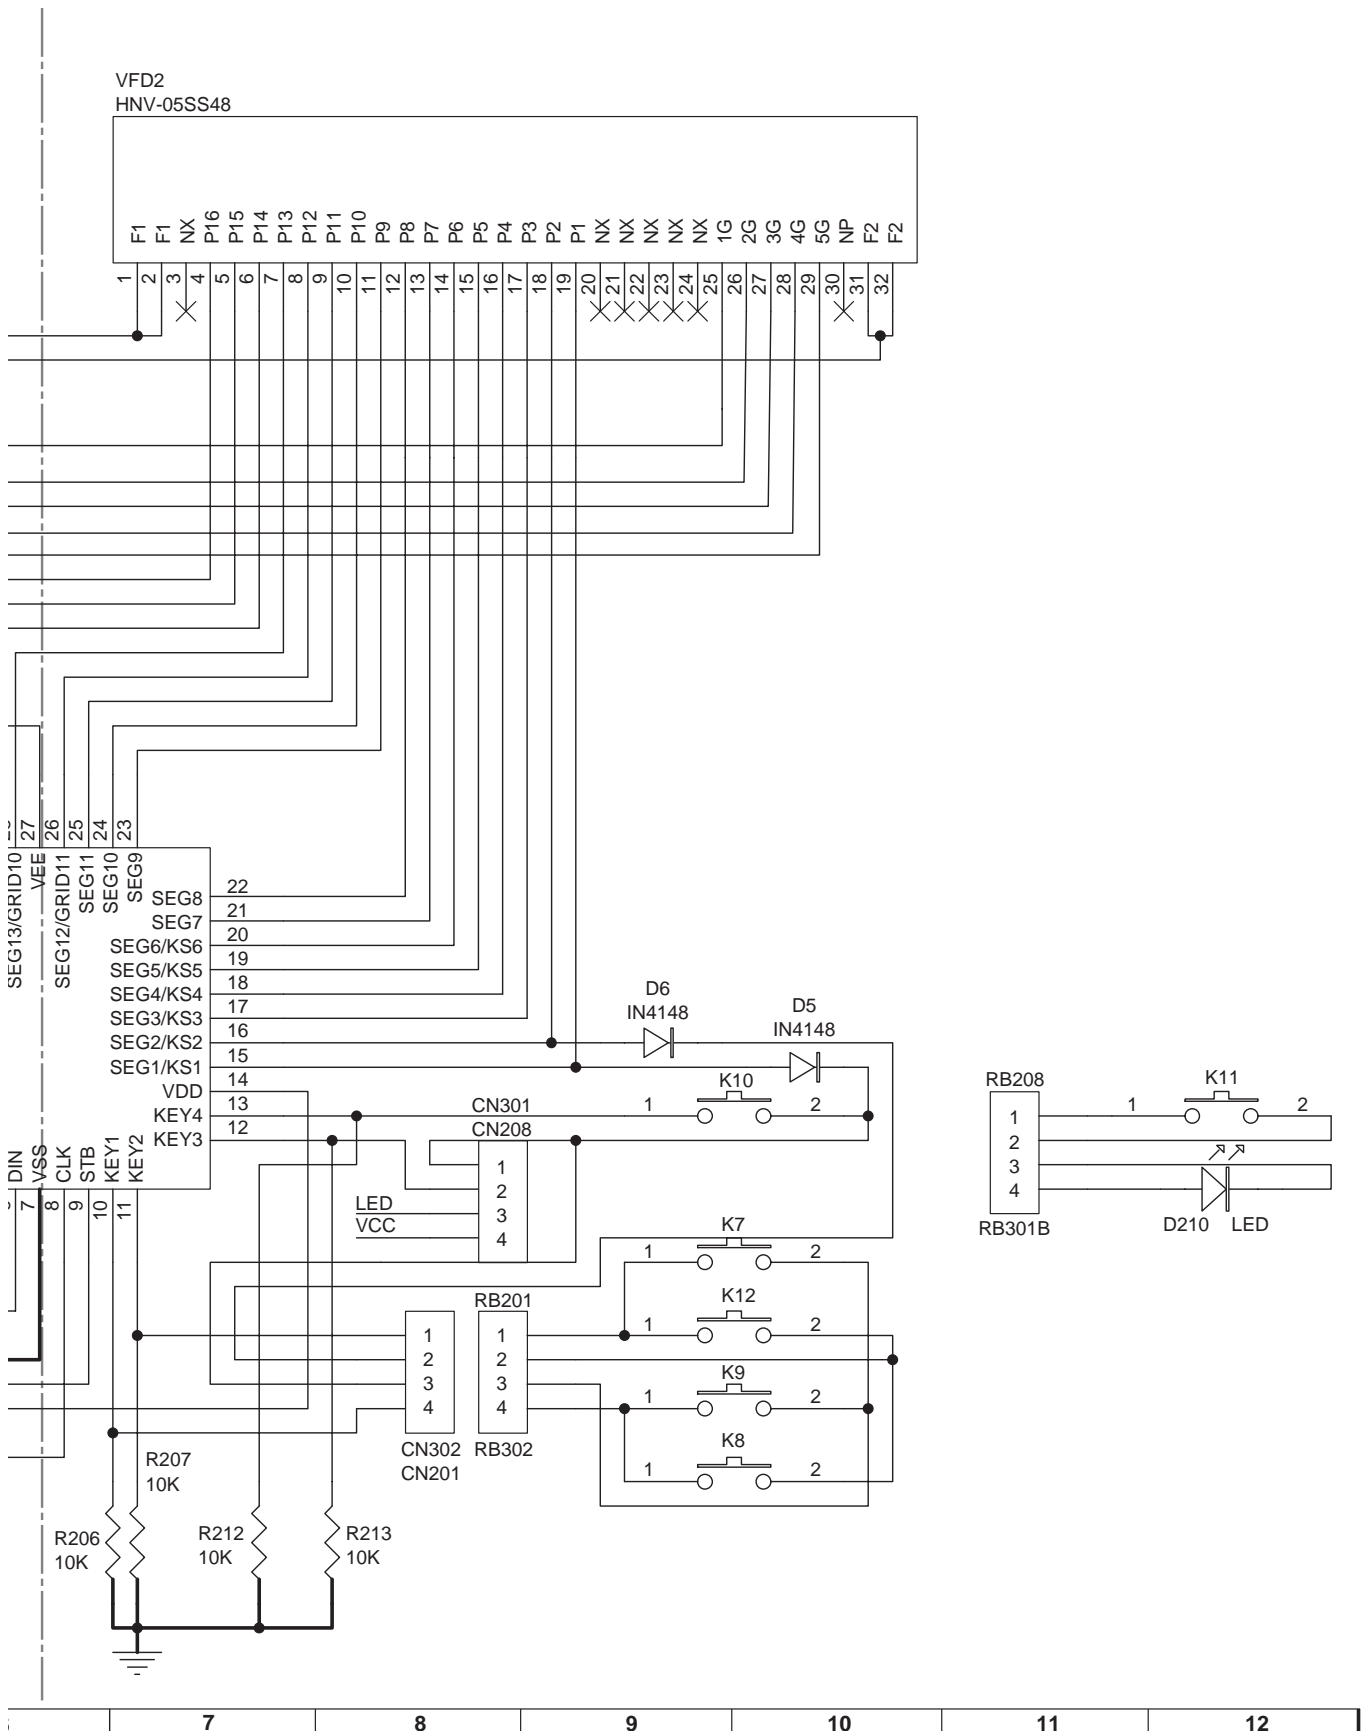 VFD2
HNV-05SS48
F1 F1 NX P16 P15 P14 P13 P12 P11 P10 P9 P8 P7 P6 P5 P4 P3 P2 P1 NX NX NX NX NX 1G 2G 3G 4G 5G NP F2 F2
1 2 3 4 5 6 7 8 9 10 11 12 13 14 15 16 17 18 19 20 21 22 23 24 25 26 27 28 29 30 31 32
27 26 25 24 23
SEG13/GRID10 VEE SEG12/GRID11 SEG11 SEG10 SEG9
SEG8 22
SEG7 21
SEG6/KS6 20
SEG5/KS5 19
SEG4/KS4 18
SEG3/KS3 17
SEG2/KS2 16
SEG1/KS1 15
VDD 14
KEY4 13
KEY3 12
DIN VSS CLK STB KEY1 KEY2
7 8 9 10 11
D6
IN4148
D5
IN4148
K10
1 2
CN301
CN208
1
2
3
4
LED
VCC
RB208
1
2
3
4
RB301B
K11
1 2
D210 LED
K7
1 2
K12
1 2
K9
1 2
K8
1 2
RB201
1 1
2 2
3 3
4 4
CN302 RB302
CN201
R207
10K
R206
10K
R212
10K
R213
10K
7 8 9 10 11 12